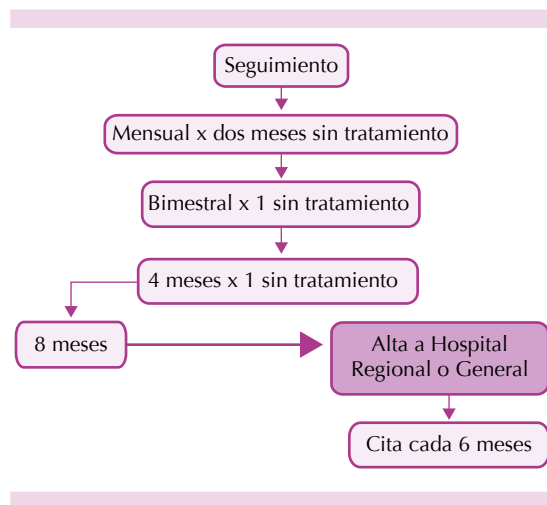 Seguimiento
Mensual x dos meses sin tratamiento
Bimestral x 1 sin tratamiento
4 meses x 1 sin tratamiento
8 meses
Alta a Hospital
Regional o General
Cita cada 6 meses